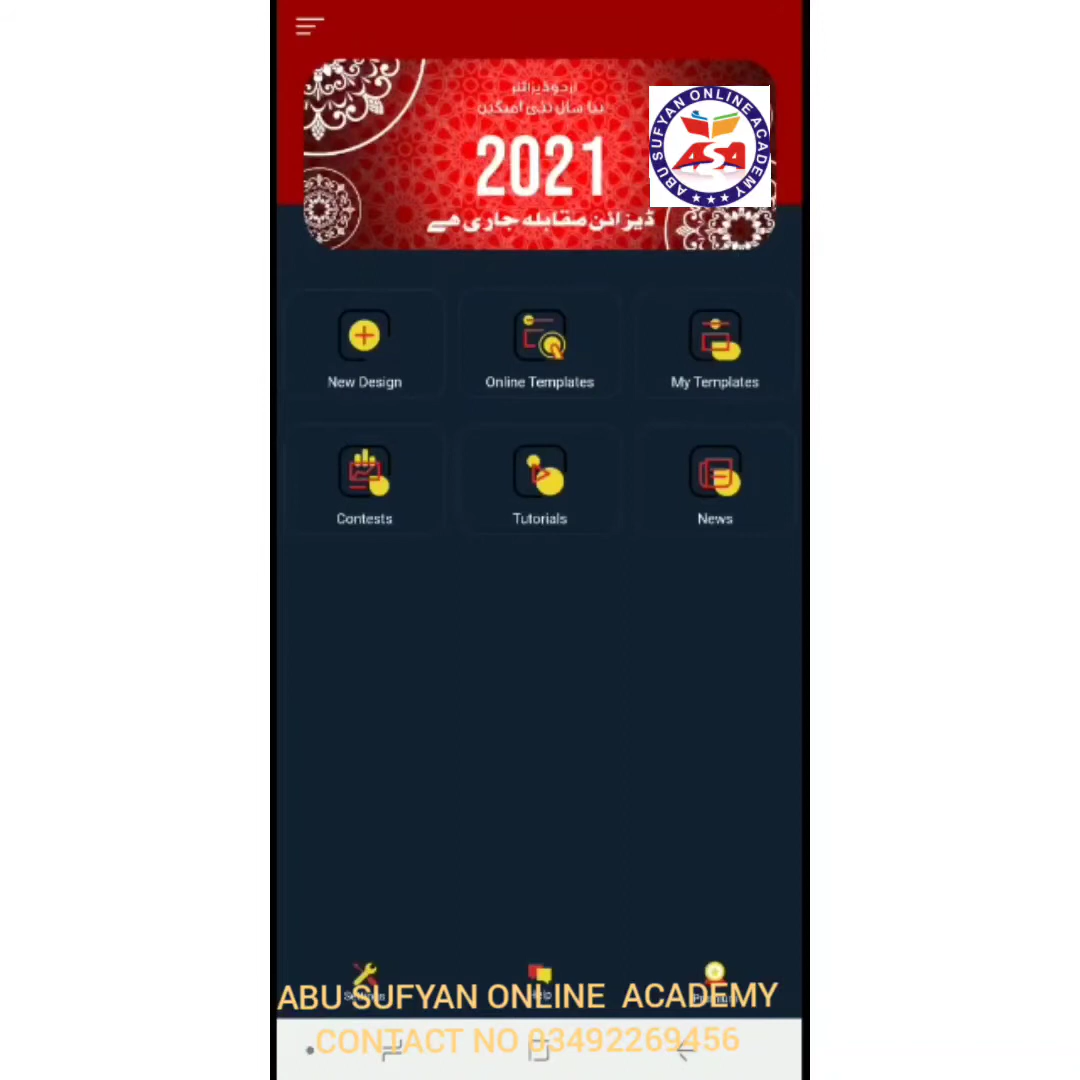 اردو ڈیزائنر
نیا سال نئی امنگیں
2021
ڈیزائن مقابلہ جاری ہے
ABU SUFYAN ONLINE ACADEMY
ASA
New Design
Online Templates
My Templates
Contests
Tutorials
News
ABU SUFYAN ONLINE ACADEMY
CONTACT NO 03492269456